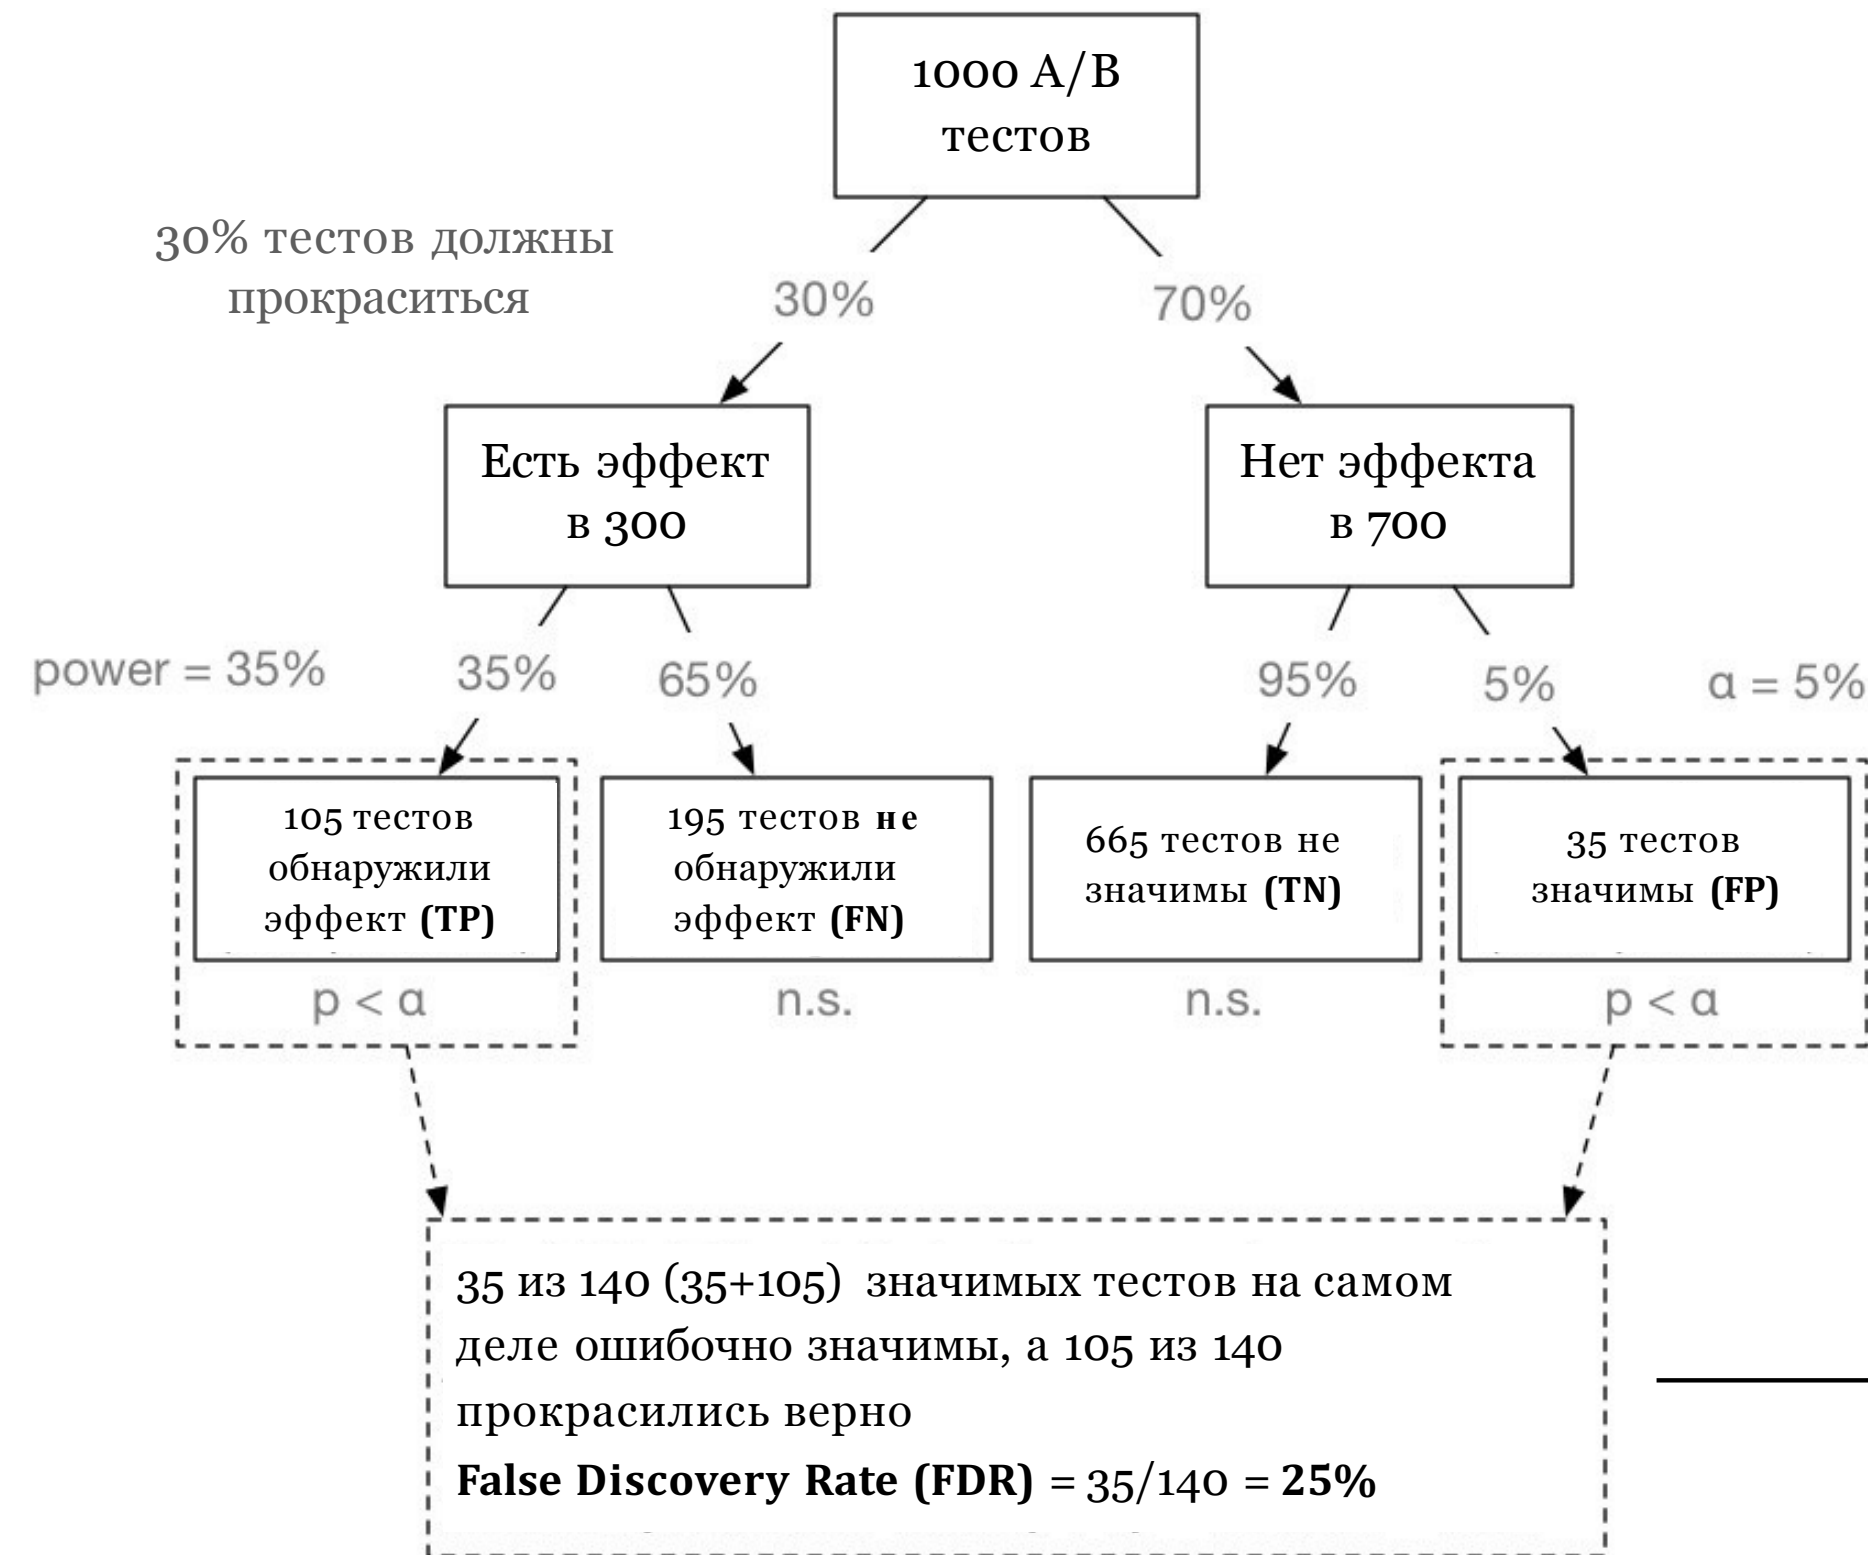 1000 A/B
тестов
30% тестов должны
прокраситься
30%
70%
Есть эффект
в 300
Нет эффекта
в 700
power = 35%
35%
65%
95%
5%
α = 5%
105 тестов
обнаружили
эффект (TP)
195 тестов не
обнаружили
эффект (FN)
665 тестов не
значимы (TN)
35 тестов
значимы (FP)
p < α
n.s.
n.s.
p < α
35 из 140 (35+105) значимых тестов на самом
деле ошибочно значимы, а 105 из 140
прокрасились верно
False Discovery Rate (FDR) = 35/140 = 25%